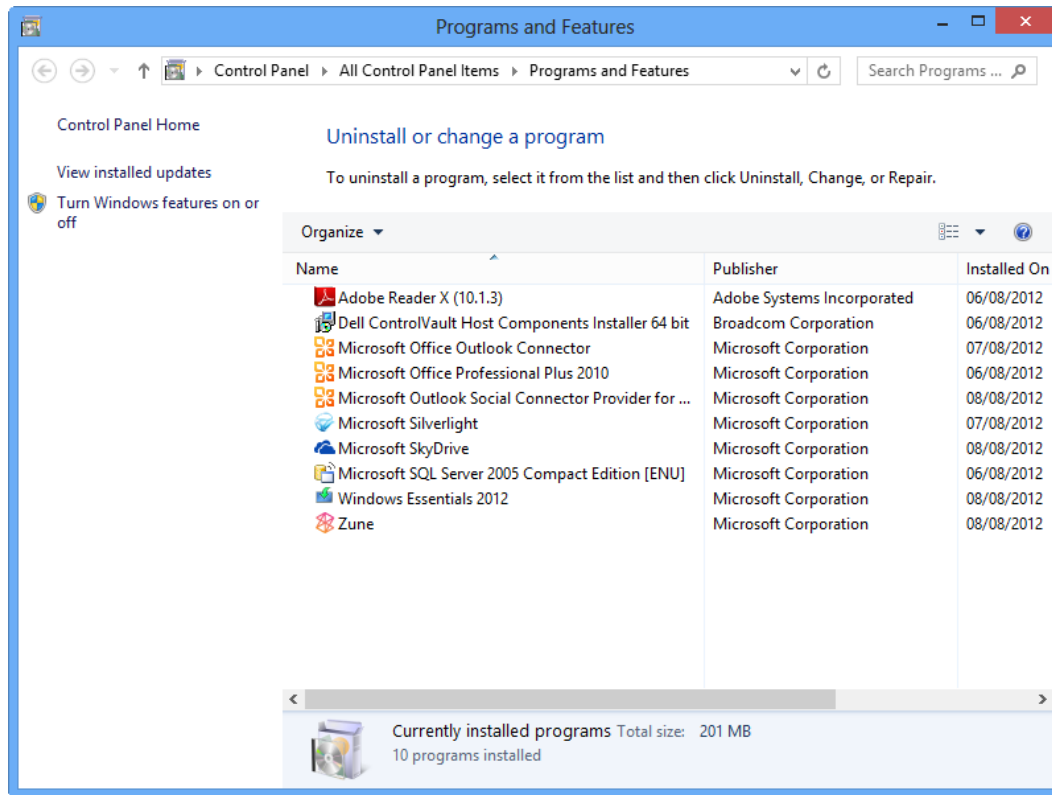 Programs and Features
Control Panel All Control Panel Items Programs and Features Search Programs ...
Control Panel Home
View installed updates
Turn Windows features on or
off
Uninstall or change a program
To uninstall a program, select it from the list and then click Uninstall, Change, or Repair.
Organize
Name Publisher Installed On
Adobe Reader X (10.1.3) Adobe Systems Incorporated 06/08/2012
Dell ControlVault Host Components Installer 64 bit Broadcom Corporation 06/08/2012
Microsoft Office Outlook Connector Microsoft Corporation 07/08/2012
Microsoft Office Professional Plus 2010 Microsoft Corporation 06/08/2012
Microsoft Outlook Social Connector Provider for ... Microsoft Corporation 08/08/2012
Microsoft Silverlight Microsoft Corporation 07/08/2012
Microsoft SkyDrive Microsoft Corporation 08/08/2012
Microsoft SQL Server 2005 Compact Edition [ENU] Microsoft Corporation 06/08/2012
Windows Essentials 2012 Microsoft Corporation 08/08/2012
Zune Microsoft Corporation 08/08/2012
Currently installed programs Total size: 201 MB
10 programs installed